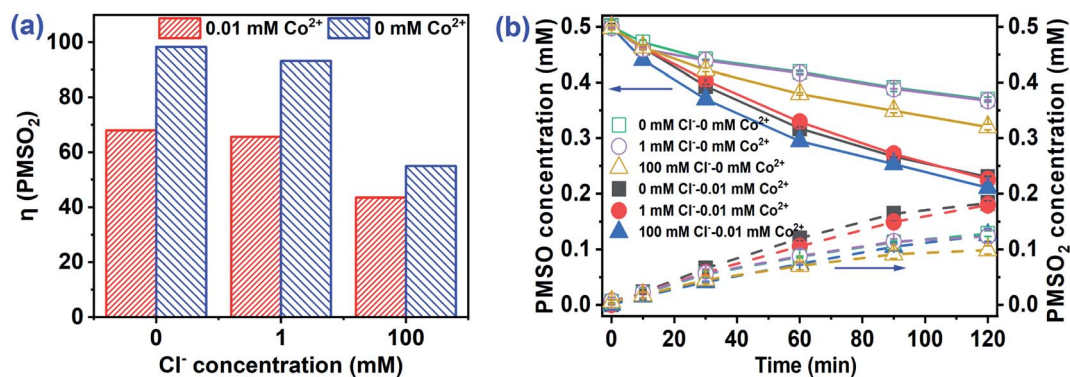 (a)
0.01 mM Co²⁺ 0 mM Co²⁺
100
80
60
40
20
0
η (PMSO₂)
0 1 100
Cl⁻ concentration (mM)
(b)
0.5
0.4
0.3
0.2
0.1
0.0
PMSO concentration (mM)
0 mM Cl⁻-0 mM Co²⁺
1 mM Cl⁻-0 mM Co²⁺
100 mM Cl⁻-0 mM Co²⁺
0 mM Cl⁻-0.01 mM Co²⁺
1 mM Cl⁻-0.01 mM Co²⁺
100 mM Cl⁻-0.01 mM Co²⁺
0.5
0.4
0.3
0.2
0.1
0.0
PMSO₂ concentration (mM)
0 20 40 60 80 100 120
Time (min)